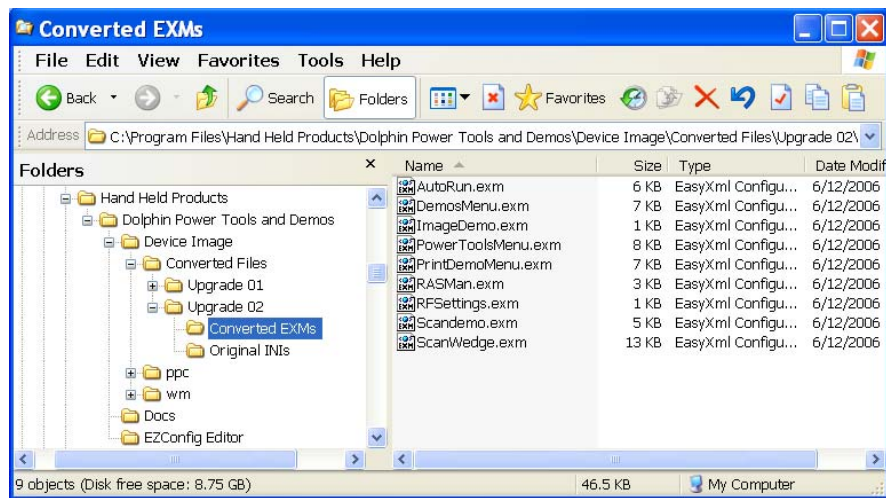 Converted EXMs
File Edit View Favorites Tools Help
Back Search Folders Favorites
Address C:\Program Files\Hand Held Products\Dolphin Power Tools and Demos\Device Image\Converted Files\Upgrade 02\
Folders
Hand Held Products
Dolphin Power Tools and Demos
Device Image
Converted Files
Upgrade 01
Upgrade 02
Converted EXMs
Original INIs
ppc
wm
Docs
EZConfig Editor
Name Size Type Date Modif
AutoRun.exm 6 KB EasyXml Configu... 6/12/2006
DemosMenu.exm 7 KB EasyXml Configu... 6/12/2006
ImageDemo.exm 1 KB EasyXml Configu... 6/12/2006
PowerToolsMenu.exm 8 KB EasyXml Configu... 6/12/2006
PrintDemoMenu.exm 7 KB EasyXml Configu... 6/12/2006
RASMan.exm 3 KB EasyXml Configu... 6/12/2006
RFSettings.exm 1 KB EasyXml Configu... 6/12/2006
Scandemo.exm 5 KB EasyXml Configu... 6/12/2006
ScanWedge.exm 13 KB EasyXml Configu... 6/12/2006
9 objects (Disk free space: 8.75 GB) 46.5 KB My Computer